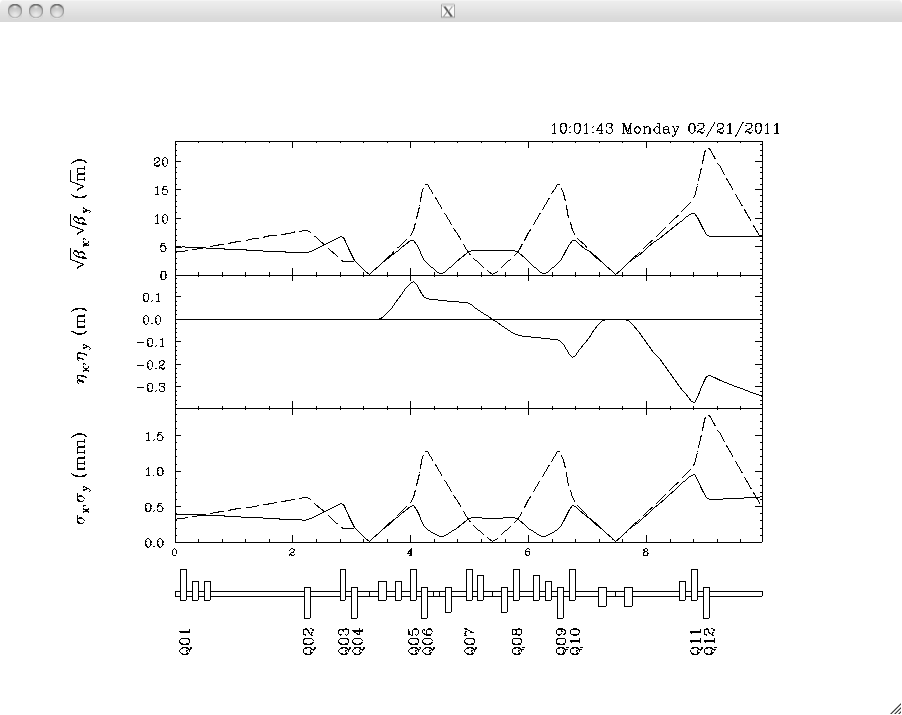 X
10:01:43 Monday 02/21/2011
√βx,√βy (√m)
20
15
10
5
0
ηx,ηy (m)
0.1
0.0
−0.1
−0.2
−0.3
σx,σy (mm)
1.5
1.0
0.5
0.0
0 2 4 6 8
Q01 Q02 Q03 Q04 Q05 Q06 Q07 Q08 Q09 Q10 Q11 Q12